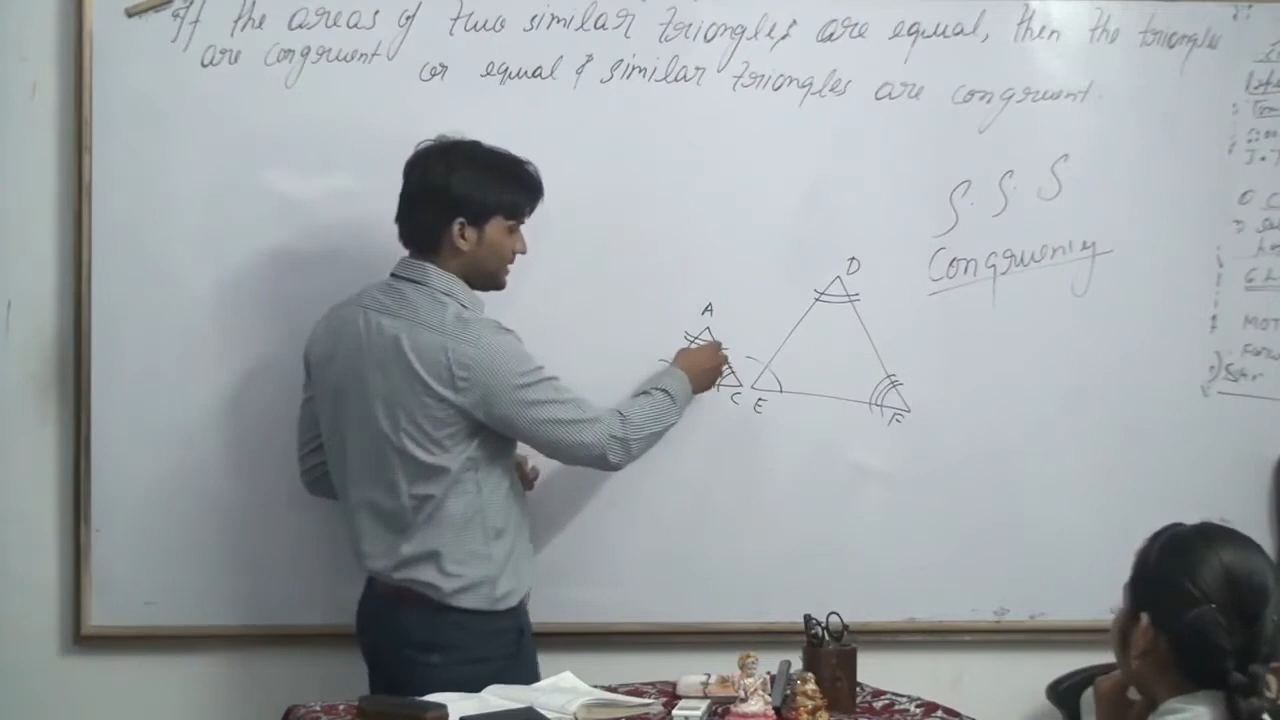 If the areas of two similar triangles are equal, then the triangles
are congruent
or equal & similar triangles are congruent.
S. S. S
Congruency
D
A
C E
F
MOT